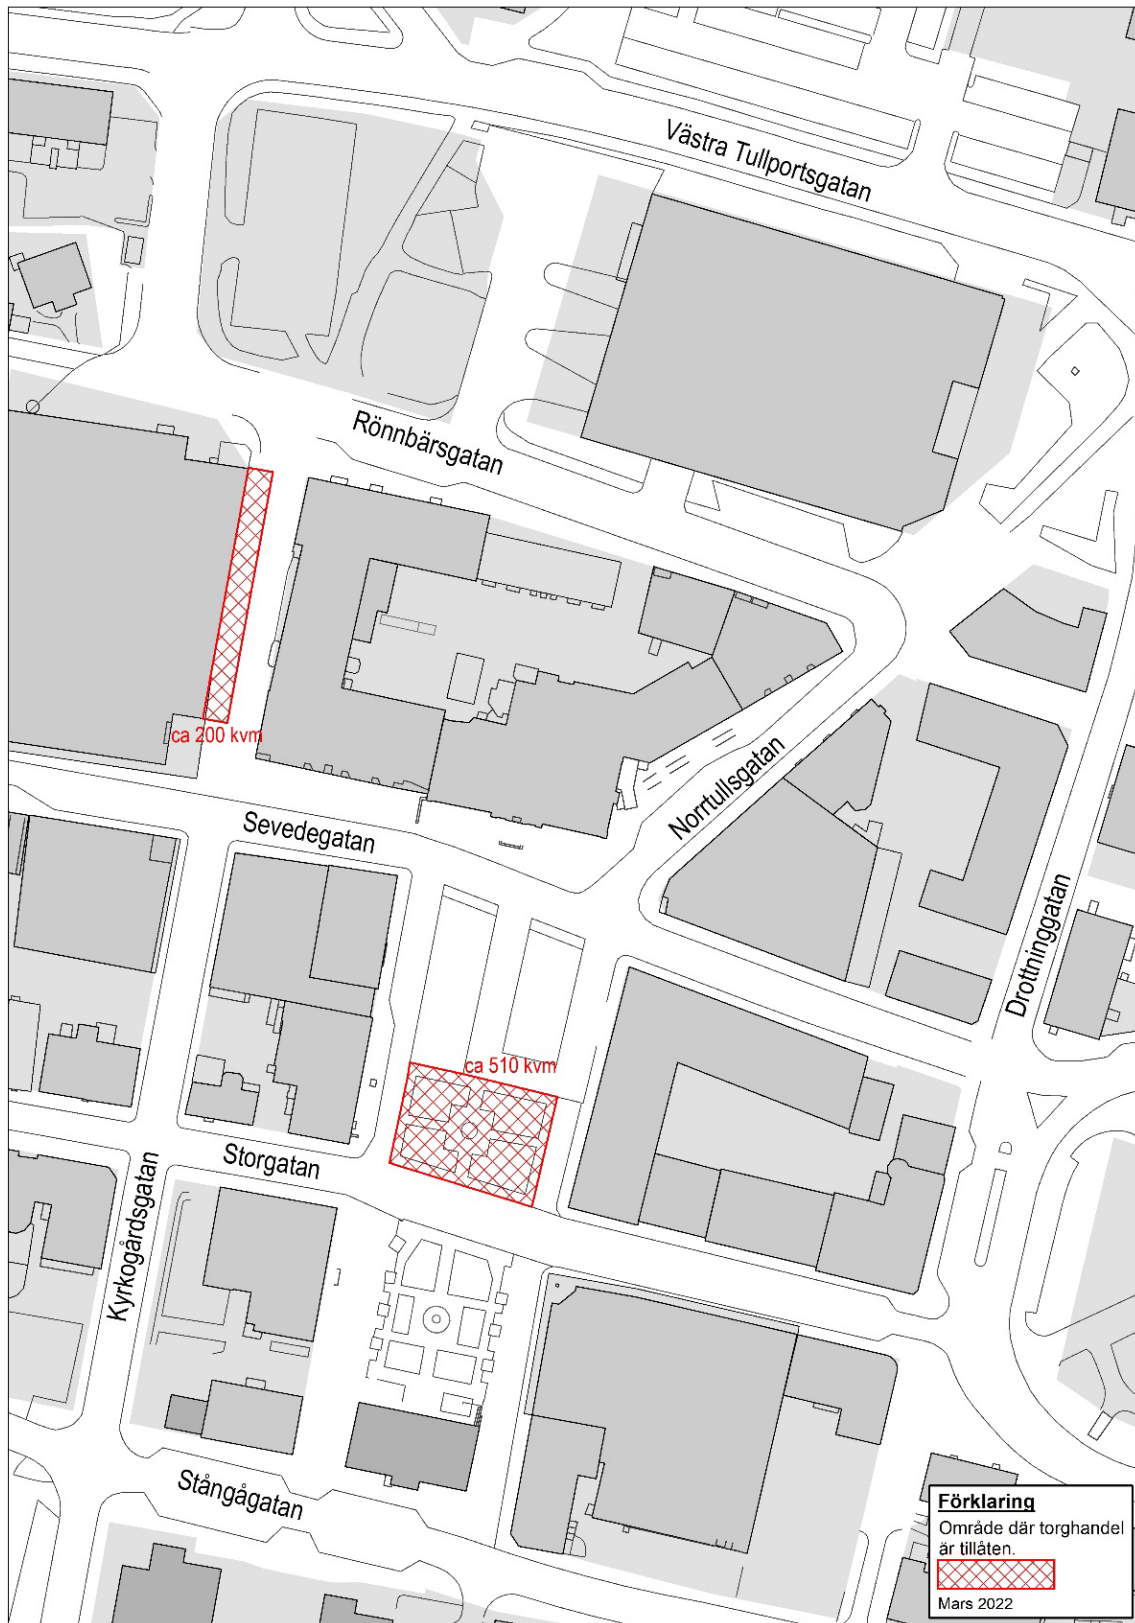 Västra Tullportsgatan
Rönnbärsgatan
ca 200 kvm
Norrtullsgatan
Sevedegatan
Drottninggatan
ca 510 kvm
Storgatan
Kyrkogårdsgatan
Stångågatan
Förklaring
Område där torghandel
är tillåten.
Mars 2022